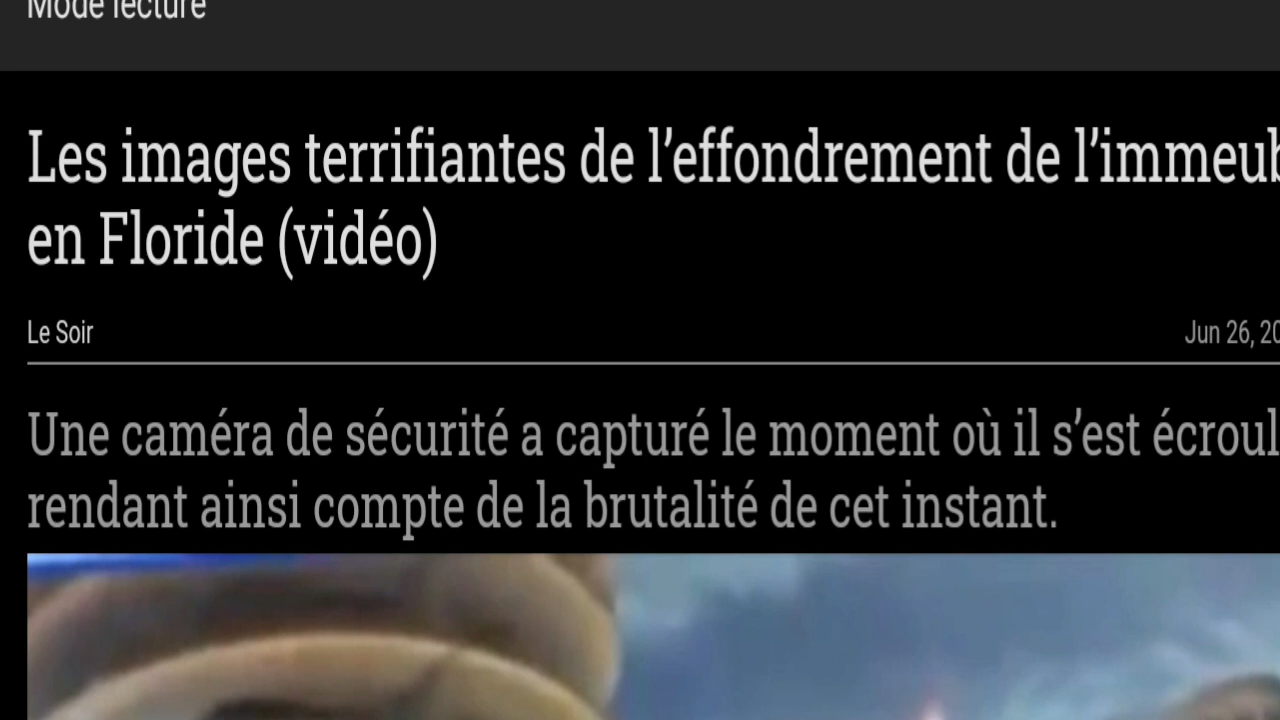 Mode lecture
Les images terrifiantes de l’effondrement de l’immeub
en Floride (vidéo)
Le Soir
Jun 26, 20
Une caméra de sécurité a capturé le moment où il s’est écroul
rendant ainsi compte de la brutalité de cet instant.